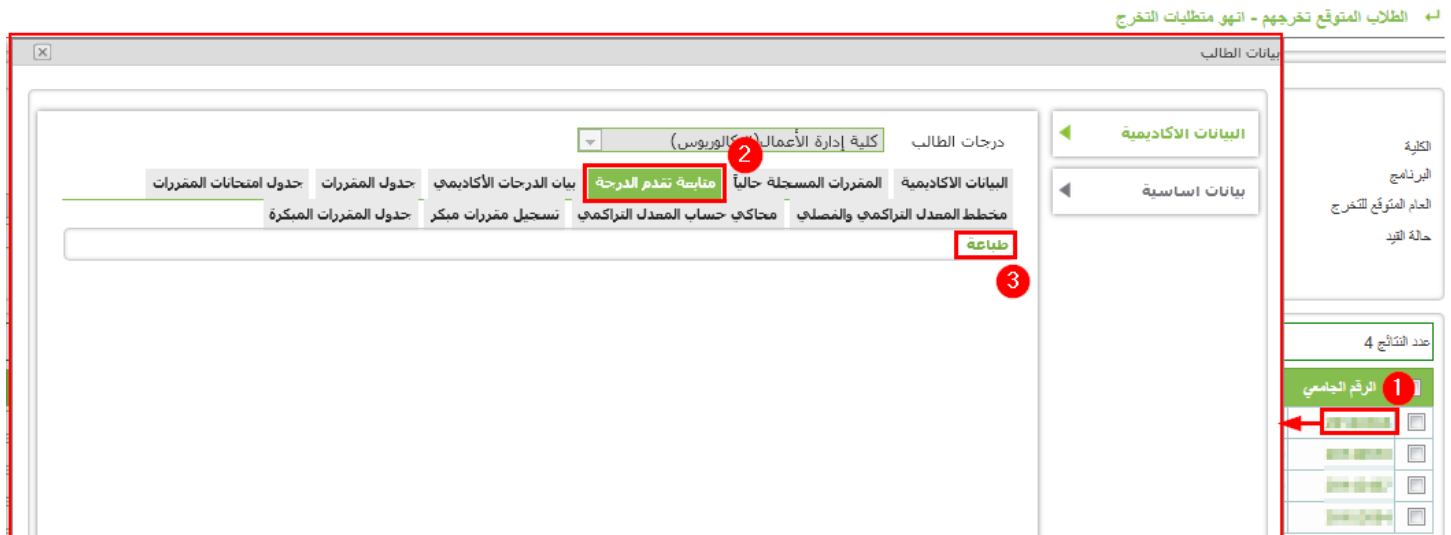 الطلاب المتوقع تخرجهم - انهو متطلبات التخرج
بيانات الطالب
البيانات الاكاديمية
بيانات اساسية
درجات الطالب
كلية إدارة الأعمال
2
البيانات الاكاديمية المقررات المسجلة حالياً متابعة تقدم الدرجة بيان الدرجات الأكاديمي جدول المقررات جدول امتحانات المقررات
مخطط المعدل التراكمي والفصلي محاكي حساب المعدل التراكمي تسجيل مقررات مبكر جدول المقررات المبكرة
طباعة
3
الكلية
البرنامج
العام المتوقع للتخرج
حالة القيد
عدد النتائج 4
1 الرقم الجامعي